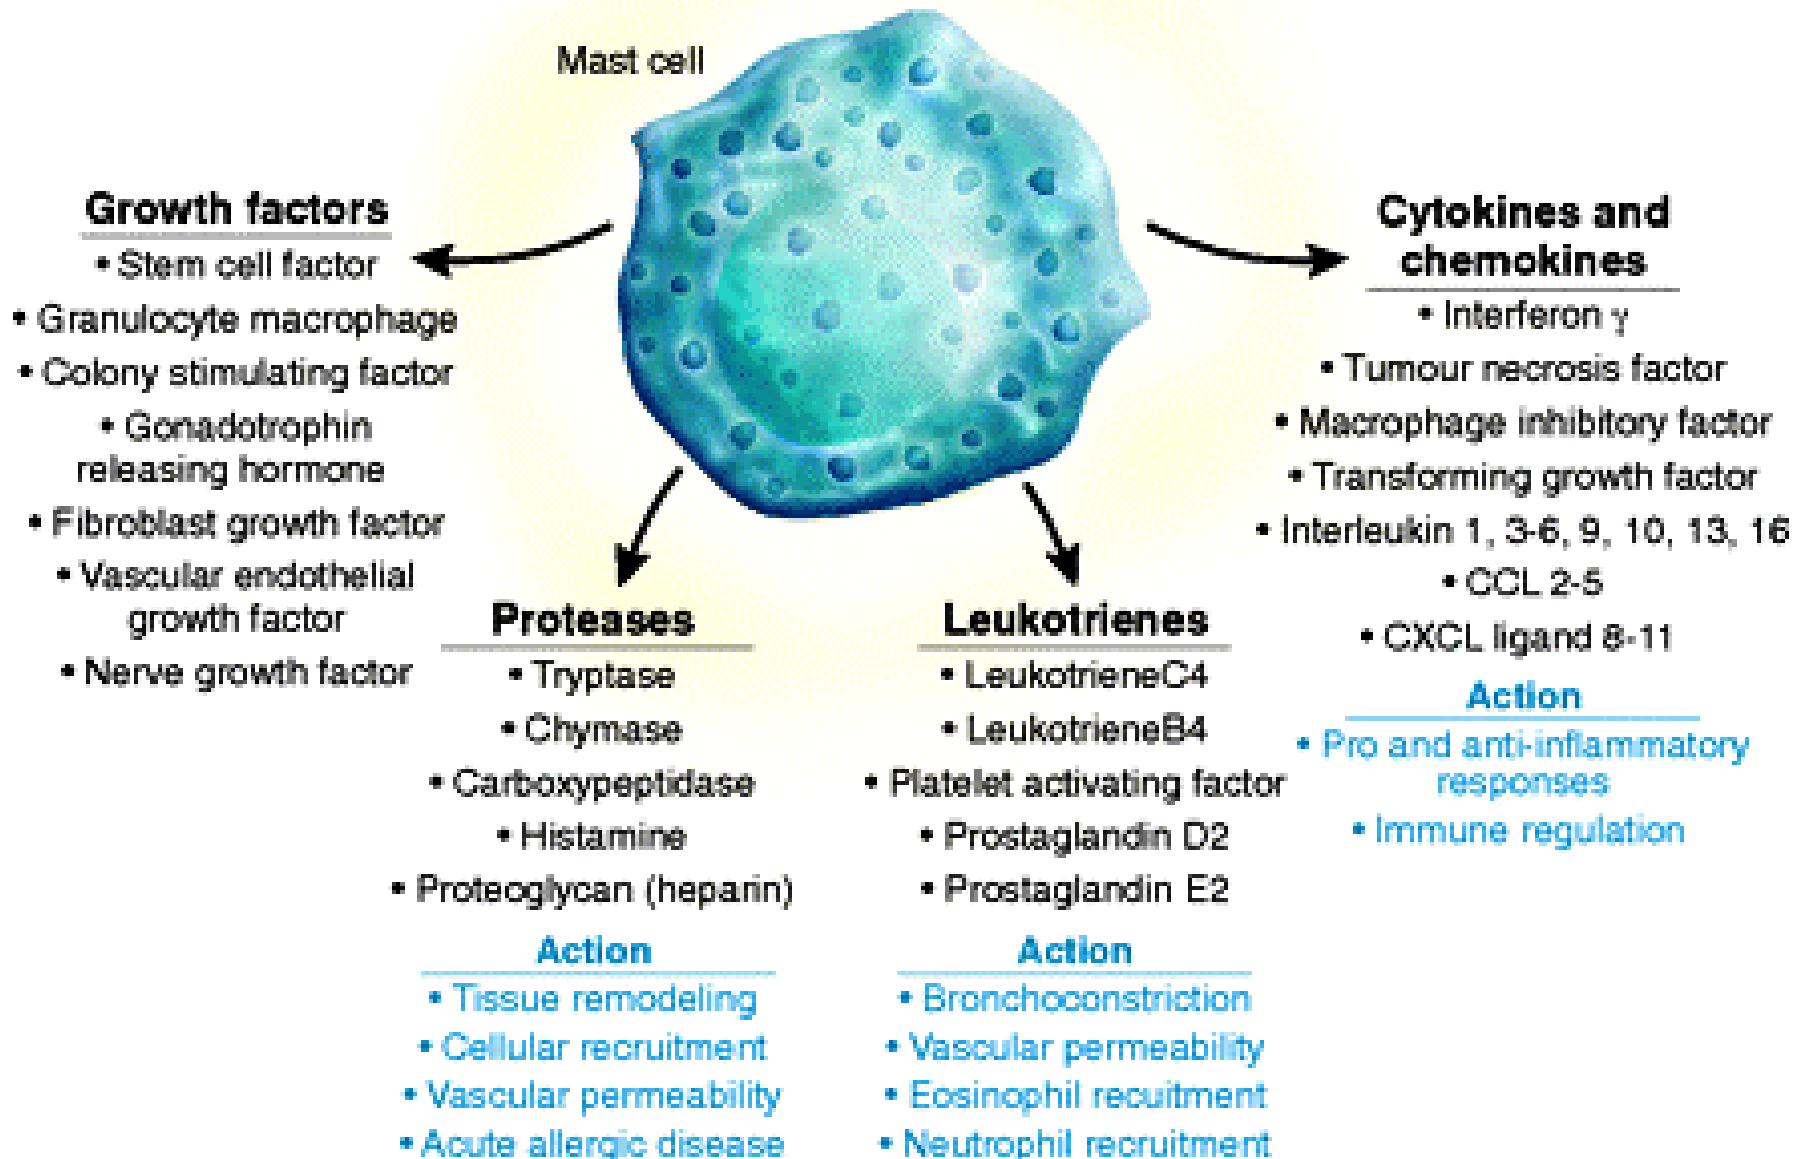 Mast cell
Growth factors
• Stem cell factor
• Granulocyte macrophage
• Colony stimulating factor
• Gonadotrophin
releasing hormone
• Fibroblast growth factor
• Vascular endothelial
growth factor
• Nerve growth factor
Proteases
• Tryptase
• Chymase
• Carboxypeptidase
• Histamine
• Proteoglycan (heparin)
Action
• Tissue remodeling
• Cellular recruitment
• Vascular permeability
• Acute allergic disease
Leukotrienes
• LeukotrieneC4
• LeukotrieneB4
• Platelet activating factor
• Prostaglandin D2
• Prostaglandin E2
Action
• Bronchoconstriction
• Vascular permeability
• Eosinophil recuitment
• Neutrophil recruitment
Cytokines and
chemokines
• Interferon γ
• Tumour necrosis factor
• Macrophage inhibitory factor
• Transforming growth factor
• Interleukin 1, 3-6, 9, 10, 13, 16
• CCL 2-5
• CXCL ligand 8-11
Action
• Pro and anti-inflammatory
responses
• Immune regulation